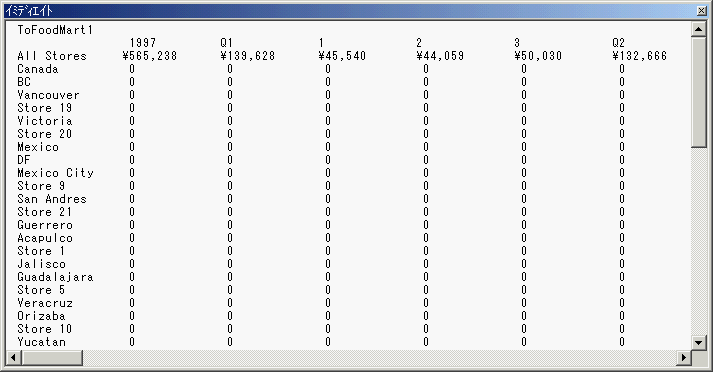 イミディエイト
ToFoodMart1
1997 Q1 1 2 3 Q2
All Stores ¥565,238 ¥139,628 ¥45,540 ¥44,059 ¥50,030 ¥132,666
Canada 0 0 0 0 0 0
BC 0 0 0 0 0 0
Vancouver 0 0 0 0 0 0
Store 19 0 0 0 0 0 0
Victoria 0 0 0 0 0 0
Store 20 0 0 0 0 0 0
Mexico 0 0 0 0 0 0
DF 0 0 0 0 0 0
Mexico City 0 0 0 0 0 0
Store 9 0 0 0 0 0 0
San Andres 0 0 0 0 0 0
Store 21 0 0 0 0 0 0
Guerrero 0 0 0 0 0 0
Acapulco 0 0 0 0 0 0
Store 1 0 0 0 0 0 0
Jalisco 0 0 0 0 0 0
Guadalajara 0 0 0 0 0 0
Store 5 0 0 0 0 0 0
Veracruz 0 0 0 0 0 0
Orizaba 0 0 0 0 0 0
Store 10 0 0 0 0 0 0
Yucatan 0 0 0 0 0 0